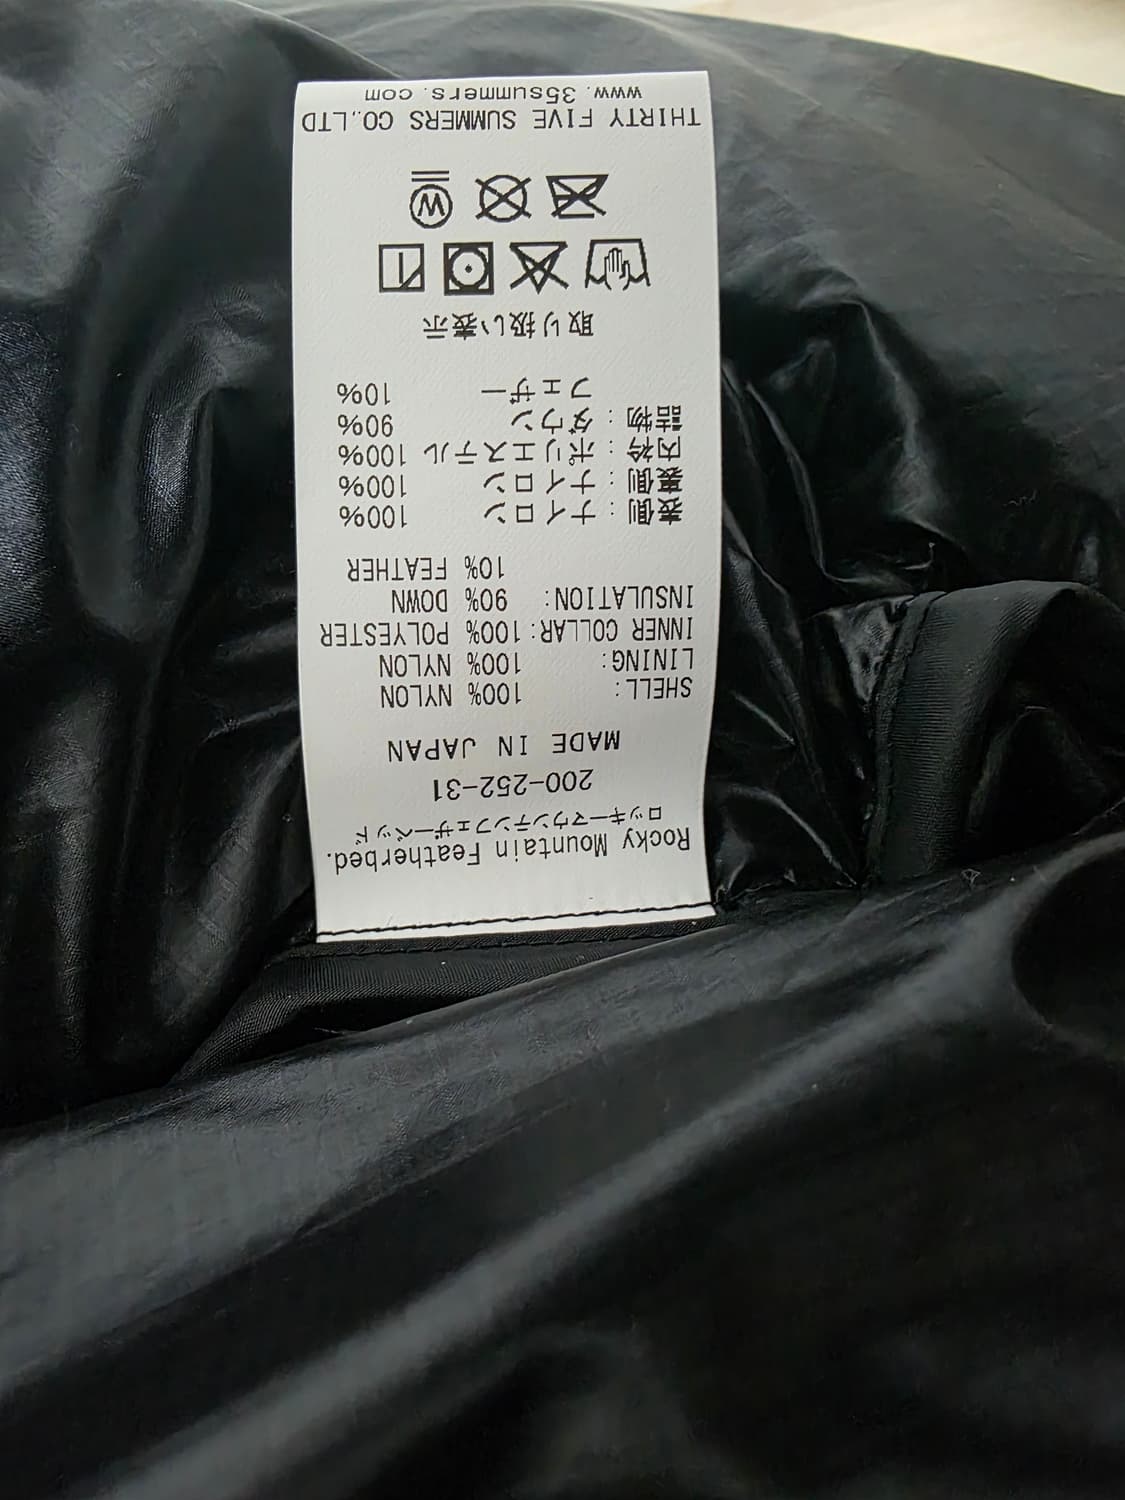 Rocky Mountain Featherbed.
ロッキーマウンテンフェザーベッド
200-252-31
MADE IN JAPAN
SHELL: 100% NYLON
LINING: 100% NYLON
INNER COLLAR: 100% POLYESTER
INSULATION: 90% DOWN
10% FEATHER
表側 : ナイロン 100%
裏側 : ナイロン 100%
内衿 : ポリエステル 100%
詰物 : ダウン 90%
フェザー 10%
取り扱い表示
W
THIRTY FIVE SUMMERS CO.,LTD
www.35summers.com